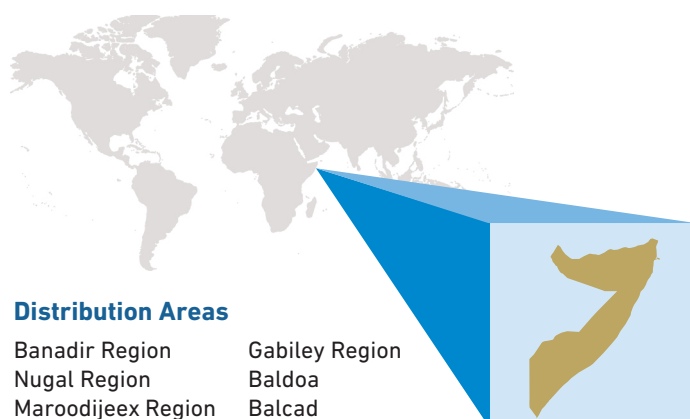 Distribution Areas
Banadir Region
Nugal Region
Maroodijeex Region
Gabiley Region
Baldoa
Balcad